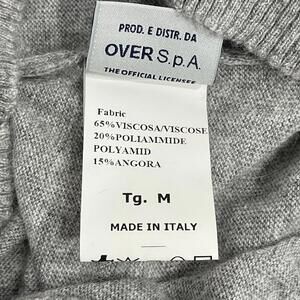 PROD. E DISTR. DA
OVER S.p.A.
THE OFFICIAL LICENSEE
Fabric
65%VISCOSA/VISCOSE
20%POLIAMMIDE
POLYAMID
15%ANGORA
Tg. M
MADE IN ITALY